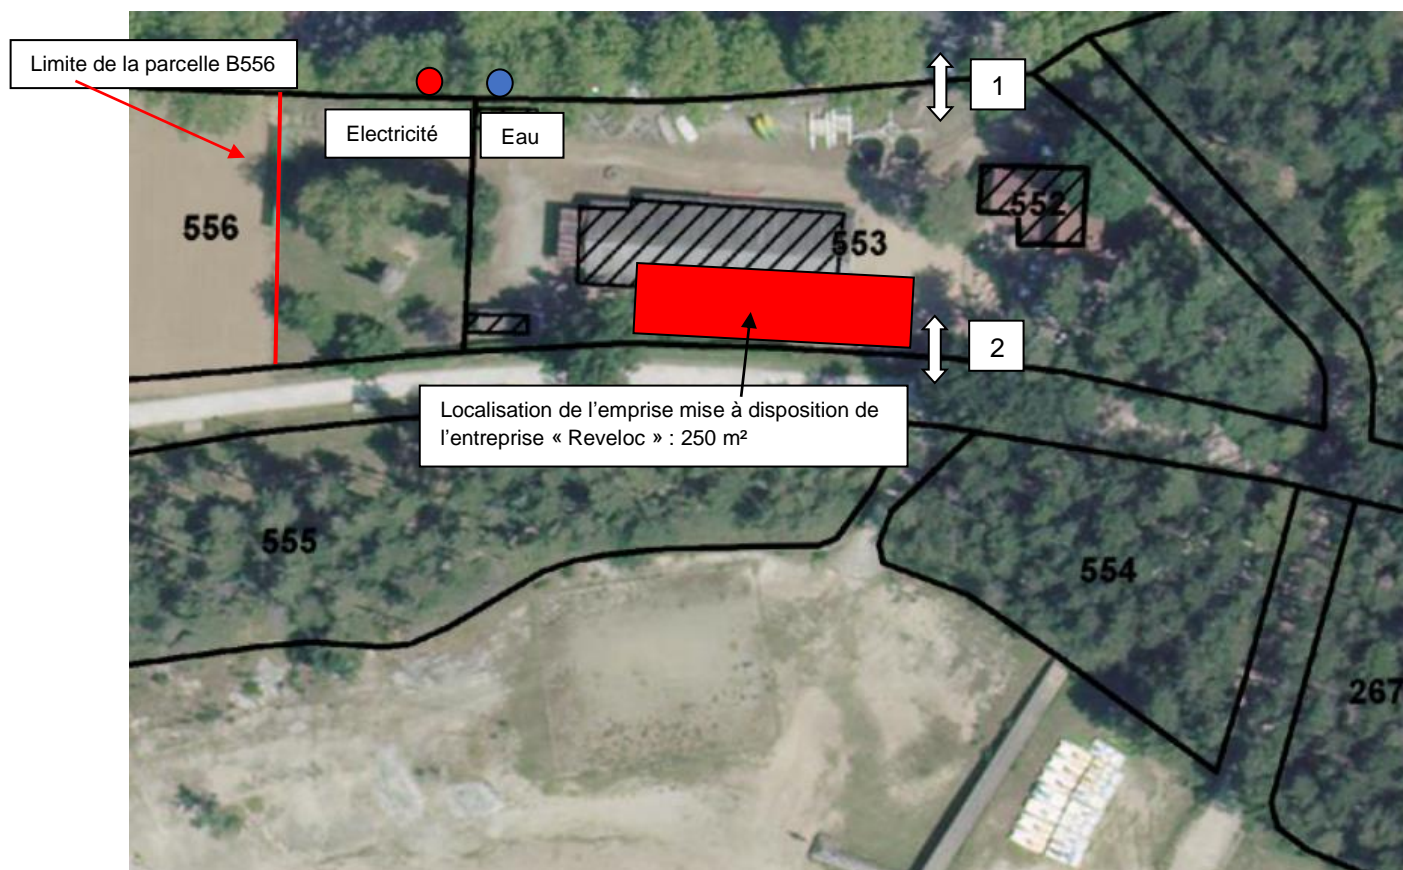 Limite de la parcelle B556
1
Electricité
Eau
552
556
553
2
Localisation de l’emprise mise à disposition de
l’entreprise « Reveloc » : 250 m²
555
554
267